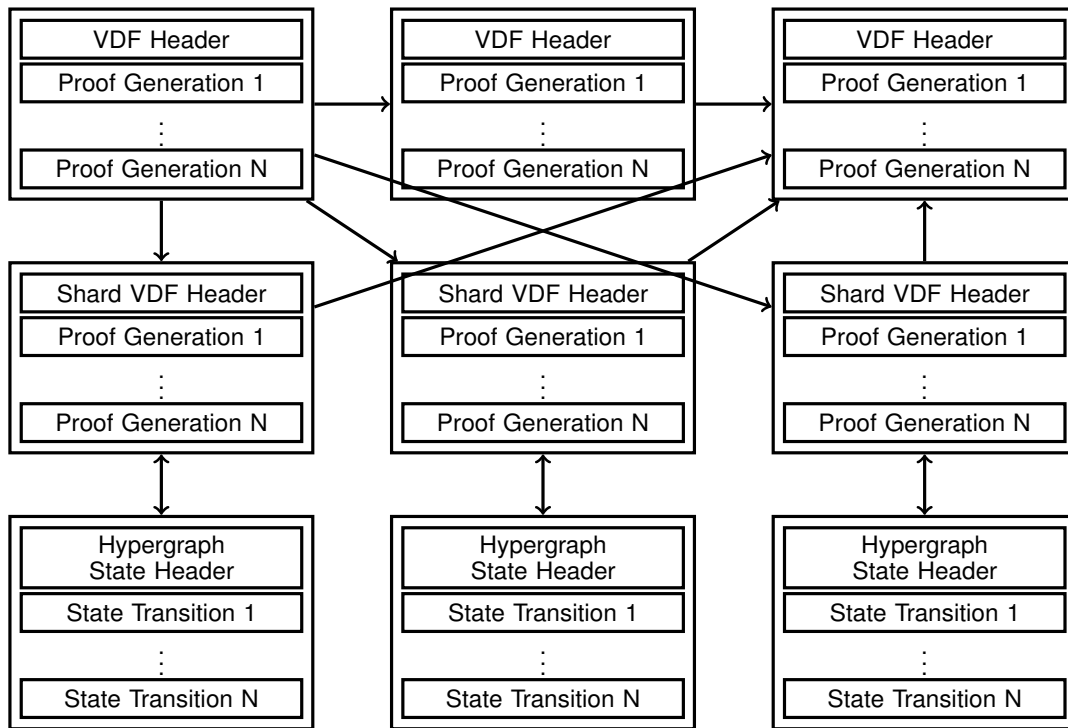 VDF Header
Proof Generation 1
⋮
Proof Generation N
VDF Header
Proof Generation 1
⋮
Proof Generation N
VDF Header
Proof Generation 1
⋮
Proof Generation N
Shard VDF Header
Proof Generation 1
⋮
Proof Generation N
Shard VDF Header
Proof Generation 1
⋮
Proof Generation N
Shard VDF Header
Proof Generation 1
⋮
Proof Generation N
Hypergraph
State Header
State Transition 1
⋮
State Transition N
Hypergraph
State Header
State Transition 1
⋮
State Transition N
Hypergraph
State Header
State Transition 1
⋮
State Transition N